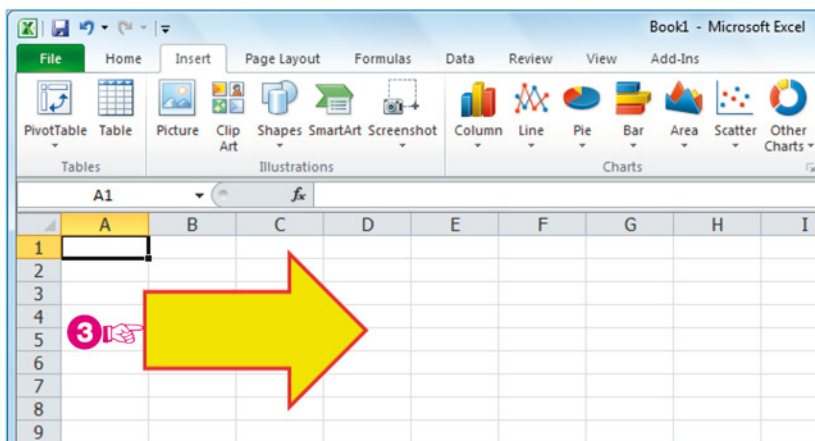 Book1 - Microsoft Excel
File Home Insert Page Layout Formulas Data Review View Add-Ins
PivotTable Table Picture Clip Art Shapes SmartArt Screenshot Column Line Pie Bar Area Scatter Other Charts
Tables Illustrations Charts
A1 fx
A B C D E F G H I
1
2
3
4
3
5
6
7
8
9